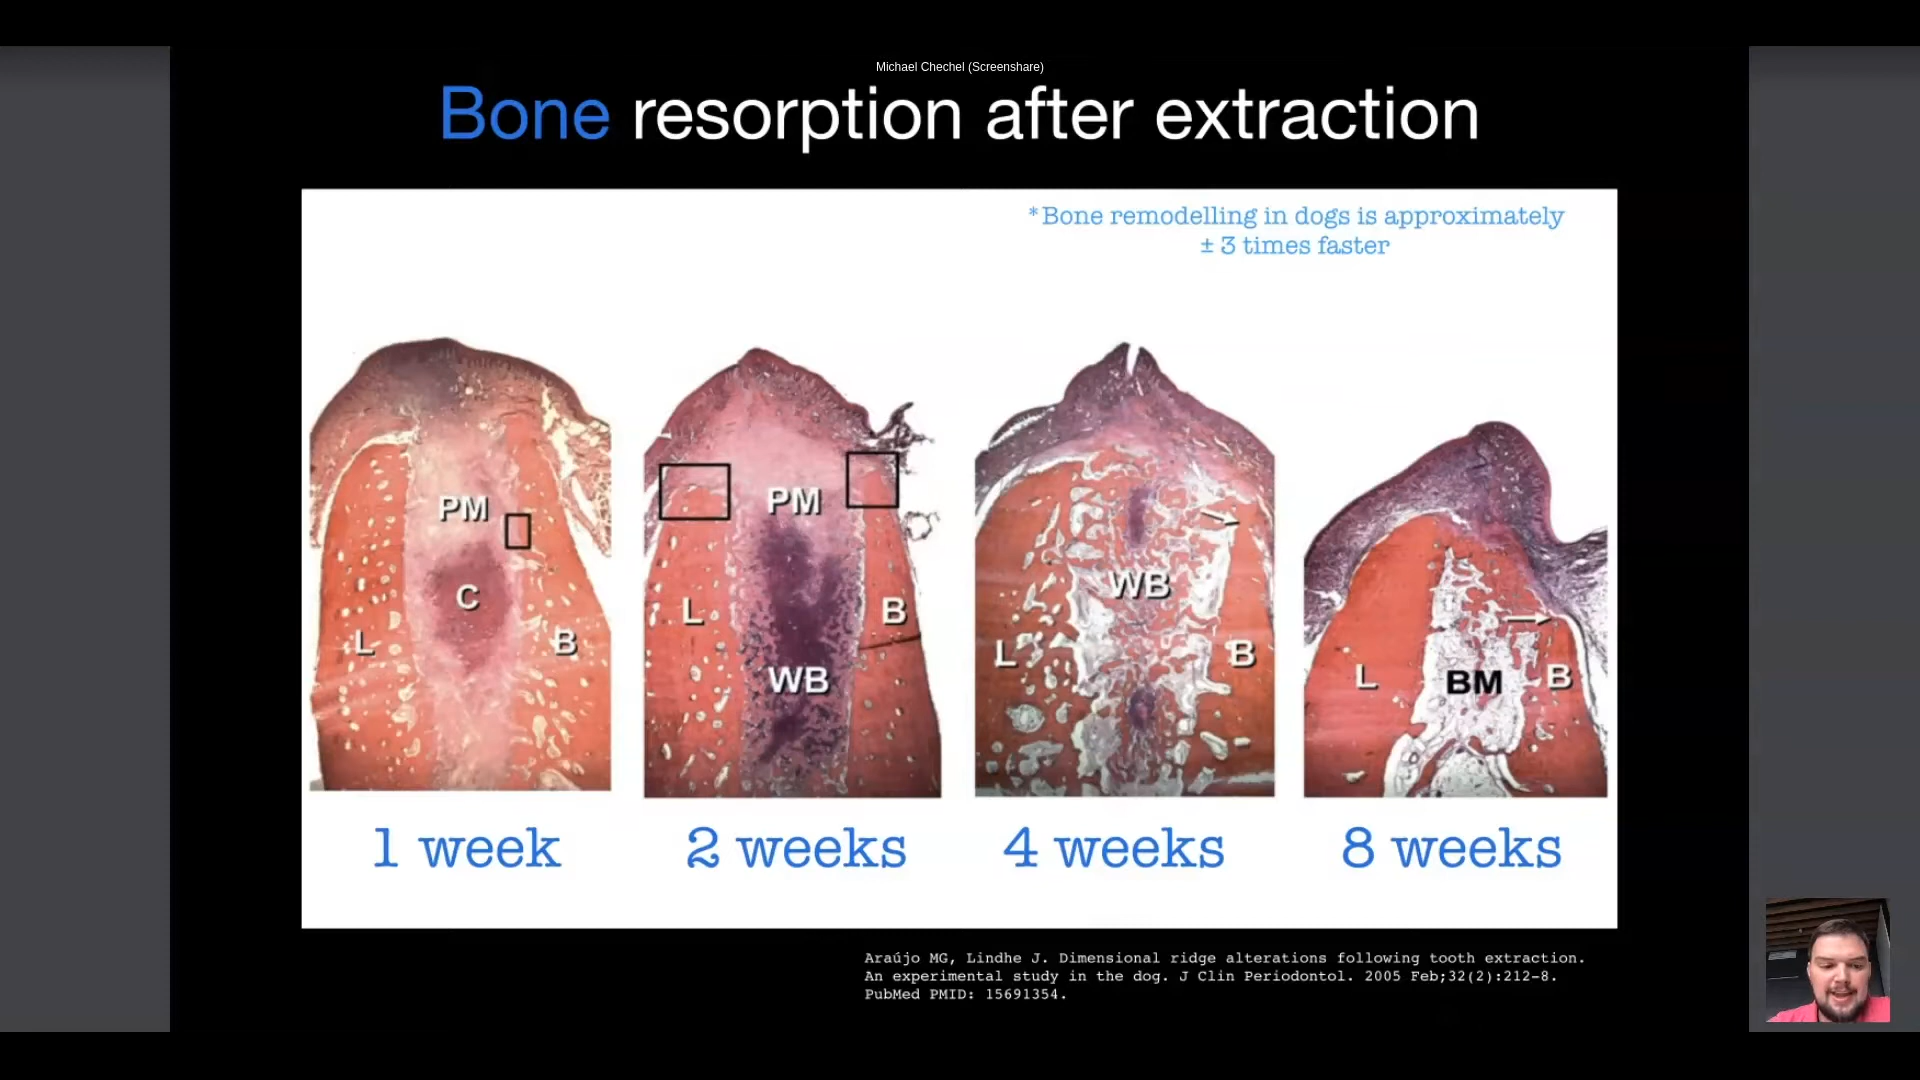 Michael Chechel (Screenshare)
Bone resorption after extraction
*Bone remodelling in dogs is approximately
± 3 times faster
PM
C
L
B
PM
L
B
WB
WB
L
B
L
BM
B
1 week
2 weeks
4 weeks
8 weeks
Araújo MG, Lindhe J. Dimensional ridge alterations following tooth extraction.
An experimental study in the dog. J Clin Periodontol. 2005 Feb;32(2):212-8.
PubMed PMID: 15691354.